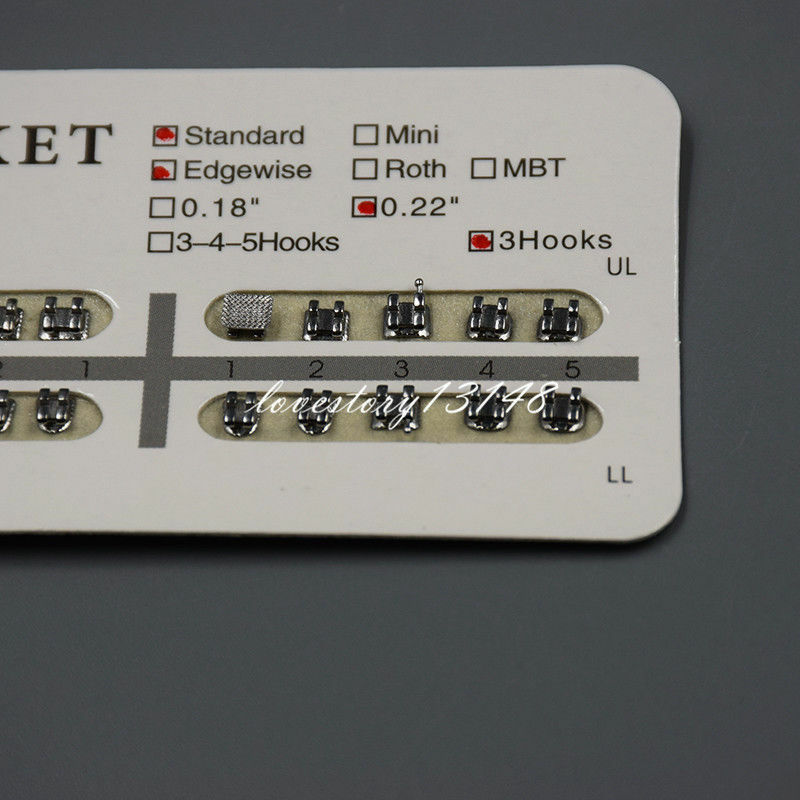 KET
Standard Mini
Edgewise Roth MBT
0.18" 0.22"
3-4-5Hooks 3Hooks
UL
1 1 2 3 4 5
lovestory13148
LL